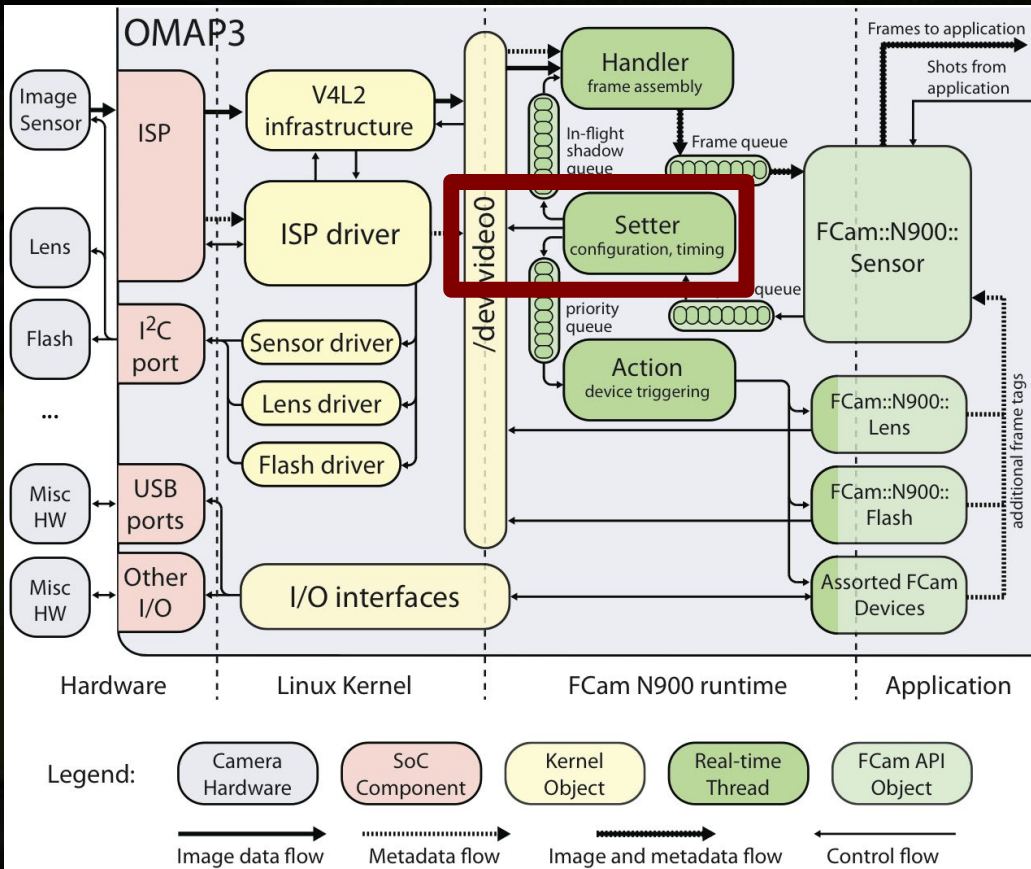 OMAP3
Frames to application
Shots from
application
Image
Sensor
ISP
V4L2
infrastructure
Handler
frame assembly
In-flight
shadow
queue
Frame queue
Lens
ISP driver
/dev/video0
Setter
configuration, timing
FCam::N900::
Sensor
queue
priority
queue
Flash
I²C
port
Sensor driver
Action
device triggering
Lens driver
FCam::N900::
Lens
...
Flash driver
additional frame tags
Misc
HW
USB
ports
FCam::N900::
Flash
Misc
HW
Other
I/O
I/O interfaces
Assorted FCam
Devices
Hardware
Linux Kernel
FCam N900 runtime
Application
Legend:
Camera
Hardware
SoC
Component
Kernel
Object
Real-time
Thread
FCam API
Object
Image data flow
Metadata flow
Image and metadata flow
Control flow